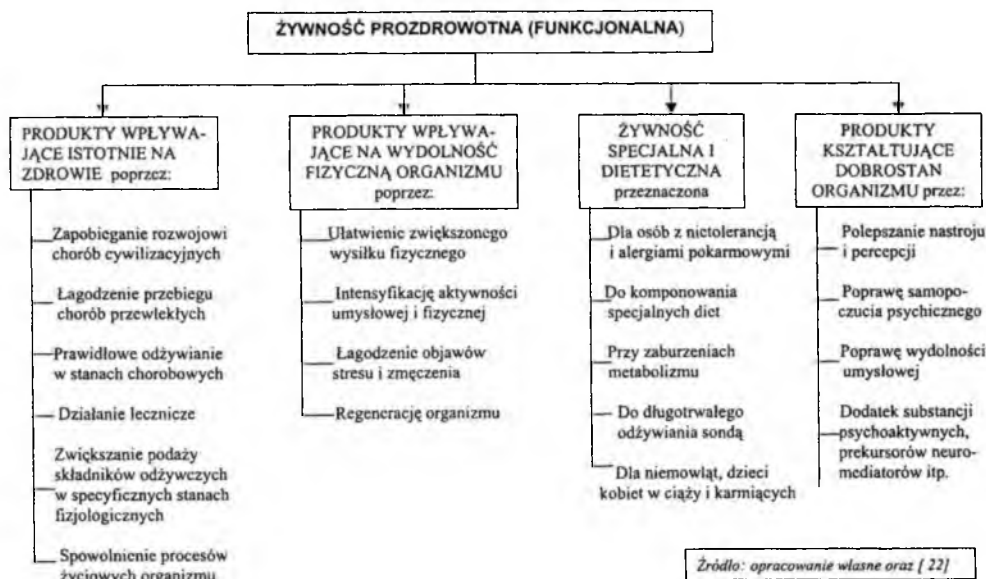 ŻYWNOŚĆ PROZDROWOTNA (FUNKCJONALNA)
PRODUKTY WPŁYWA-
JĄCE ISTOTNIE NA
ZDROWIE poprzez:
Zapobieganie rozwojowi
chorób cywilizacyjnych
Łagodzenie przebiegu
chorób przewlekłych
Prawidłowe odżywianie
w stanach chorobowych
Działanie lecznicze
Zwiększanie podaży
składników odżywczych
w specyficznych stanach
fizjologicznych
Spowolnienie procesów
życiowych organizmu
PRODUKTY WPŁYWA-
JĄCE NA WYDOLNOŚĆ
FIZYCZNĄ ORGANIZMU
poprzez:
Ułatwienie zwiększonego
wysiłku fizycznego
Intensyfikację aktywności
umysłowej i fizycznej
Łagodzenie objawów
stresu i zmęczenia
Regenerację organizmu
ŻYWNOŚĆ
SPECJALNA I
DIETETYCZNA
przeznaczona
Dla osób z nietolerancją
i alergiami pokarmowymi
Do komponowania
specjalnych diet
Przy zaburzeniach
metabolizmu
Do długotrwałego
odżywiania sondą
Dla niemowląt, dzieci
kobiet w ciąży i karmiących
PRODUKTY
KSZTAŁTUJĄCE
DOBROSTAN
ORGANIZMU przez:
Polepszanie nastroju
i percepcji
Poprawę samopo-
czucia psychicznego
Poprawę wydolności
umysłowej
Dodatek substancji
psychoaktywnych,
prekursorów neuro-
mediatorów itp.
Źródło: opracowanie własne oraz [ 22]